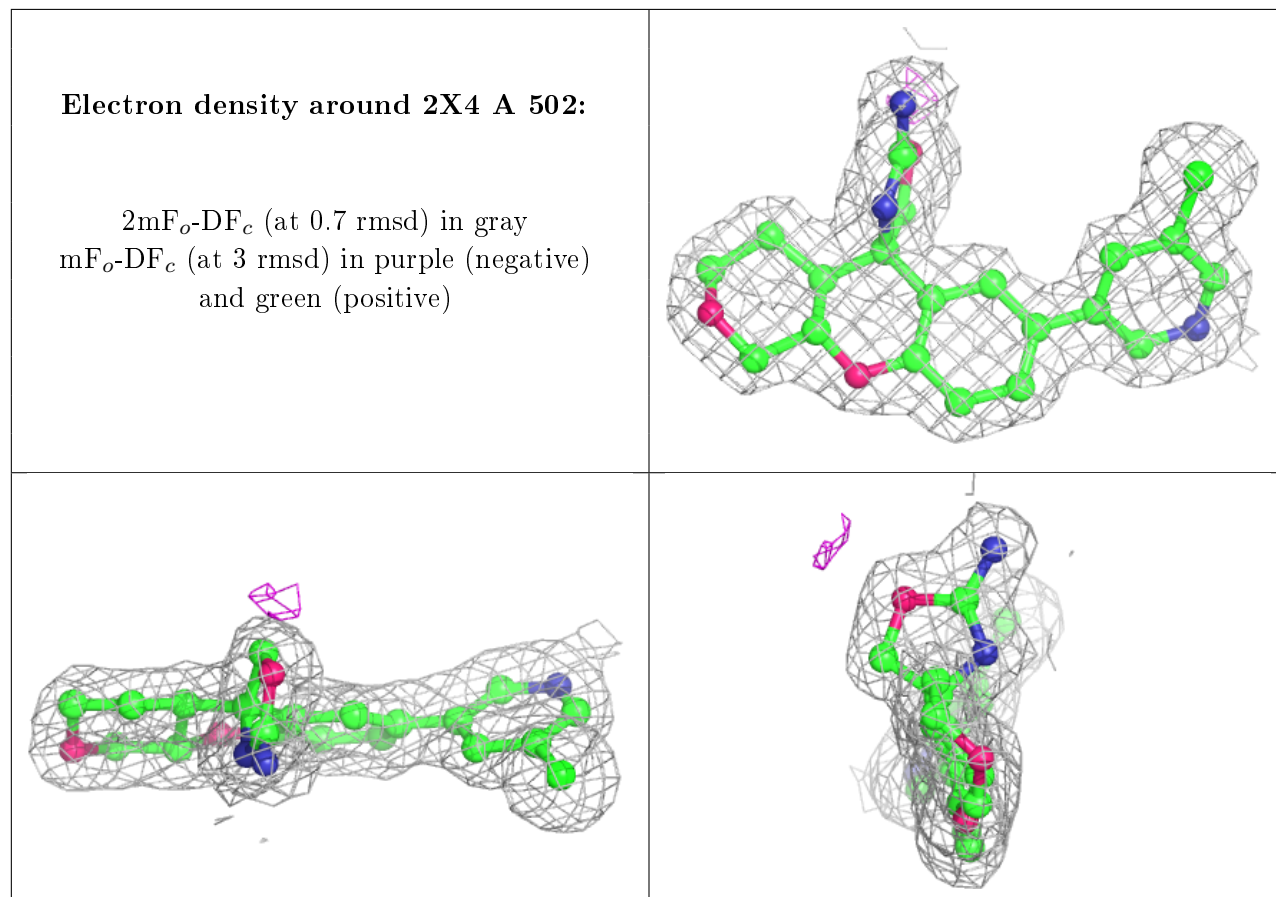 Electron density around 2X4 A 502:
2mFo-DFc (at 0.7 rmsd) in gray
mFo-DFc (at 3 rmsd) in purple (negative)
and green (positive)